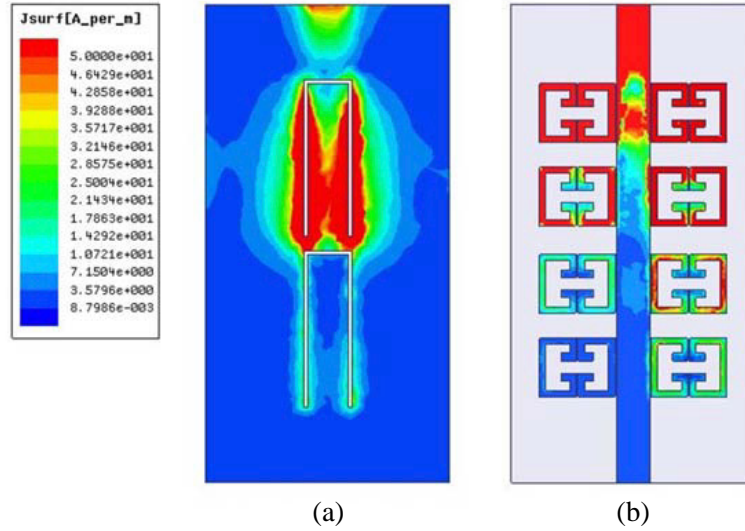 Jsurf[A_per_m]
5.0000e+001
4.6429e+001
4.2858e+001
3.9288e+001
3.5717e+001
3.2146e+001
2.8575e+001
2.5004e+001
2.1434e+001
1.7863e+001
1.4292e+001
1.0721e+001
7.1504e+000
3.5796e+000
8.7986e-003
(a)
(b)